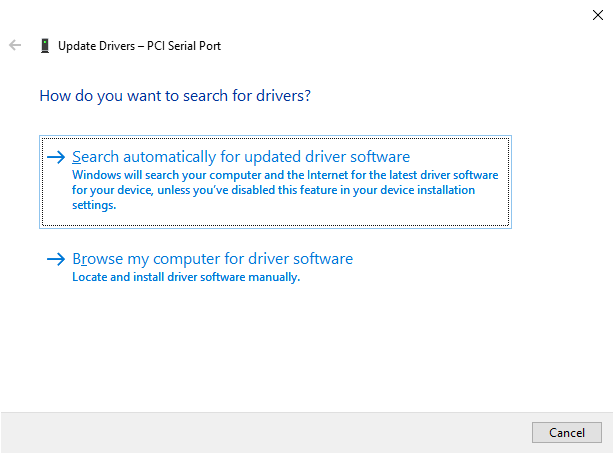 Update Drivers – PCI Serial Port
How do you want to search for drivers?
Search automatically for updated driver software
Windows will search your computer and the Internet for the latest driver software
for your device, unless you’ve disabled this feature in your device installation
settings.
Browse my computer for driver software
Locate and install driver software manually.
Cancel